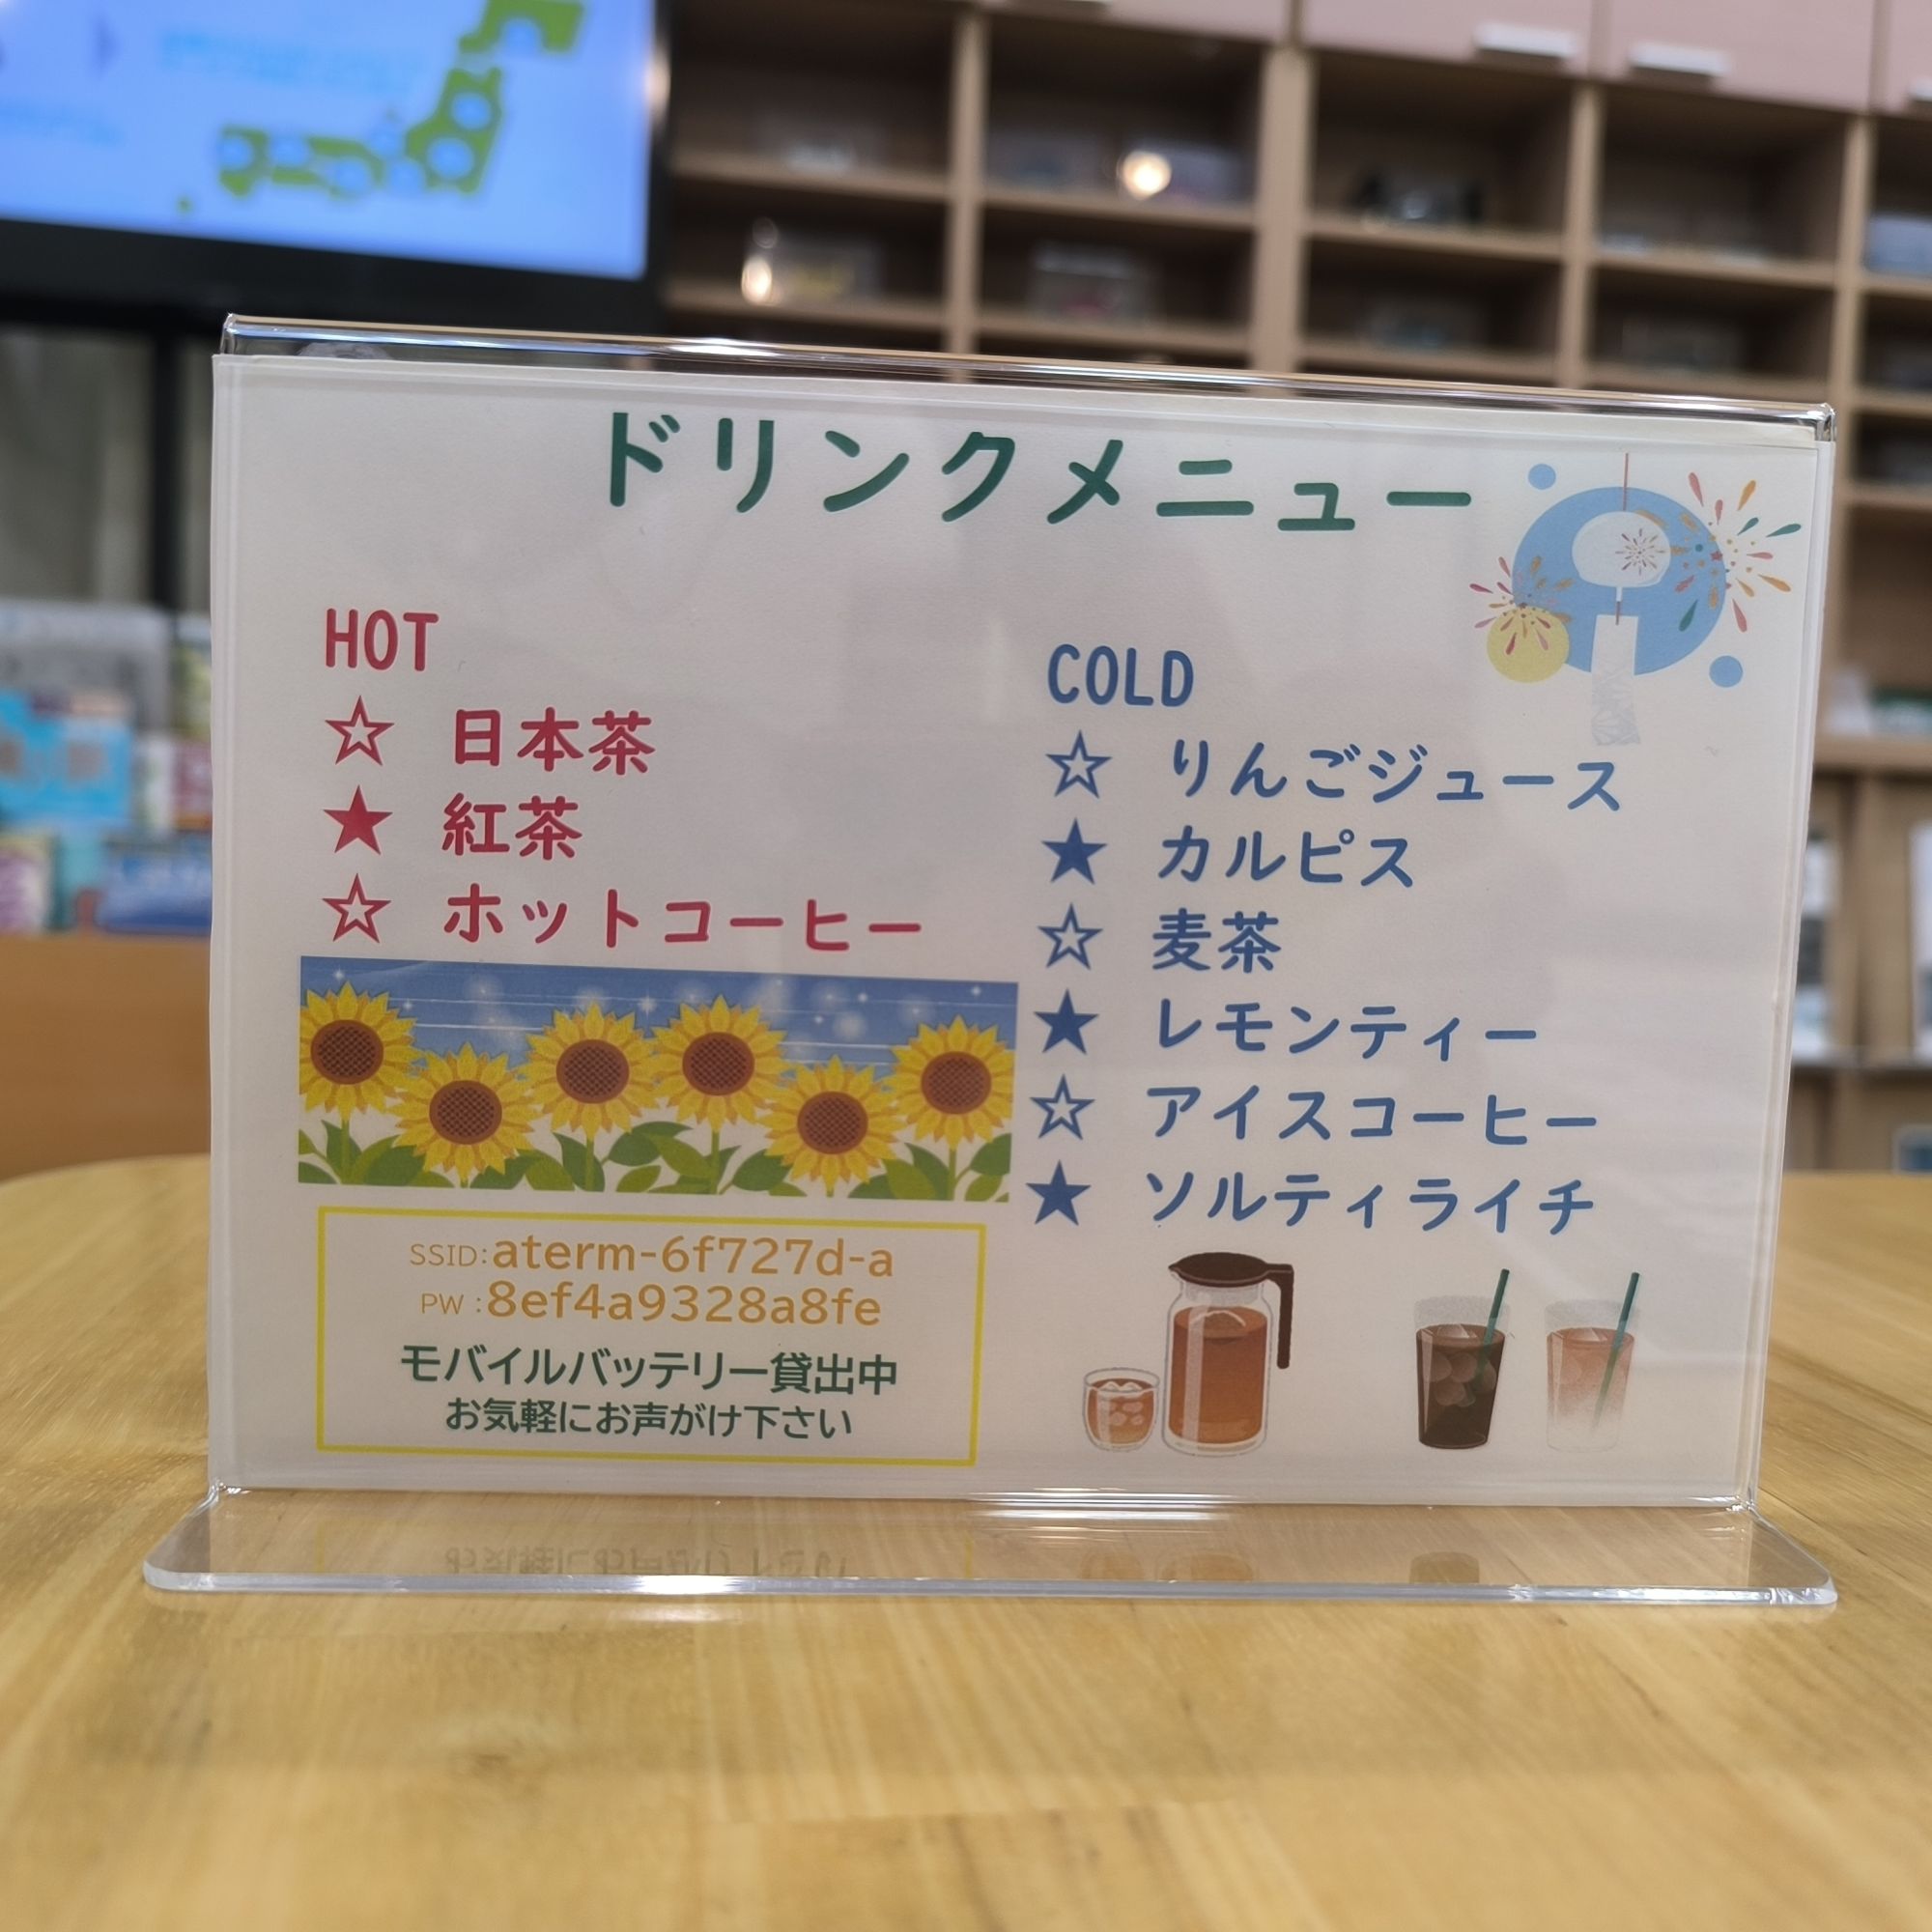 ドリンクメニュー
HOT
☆ 日本茶
★ 紅茶
☆ ホットコーヒー
COLD
☆ りんごジュース
★ カルピス
☆ 麦茶
★ レモンティー
☆ アイスコーヒー
★ ソルティライチ
SSID:aterm-6f727d-a
PW :8ef4a9328a8fe
モバイルバッテリー貸出中
お気軽にお声がけ下さい